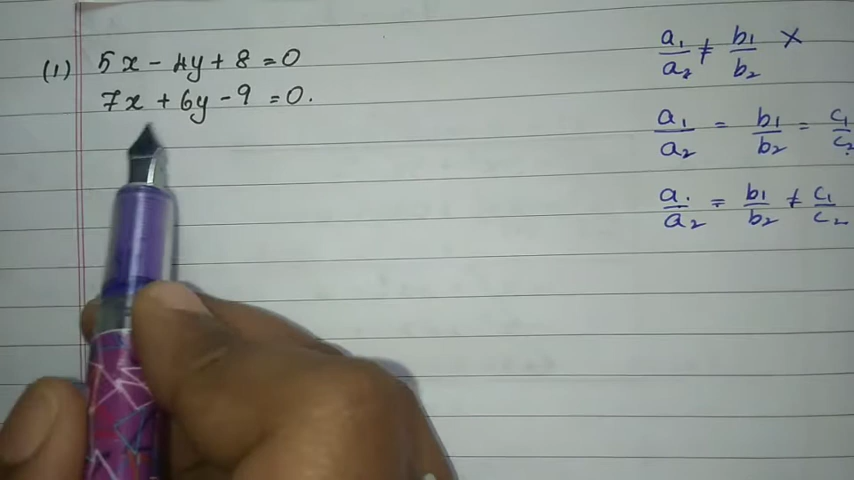 (1) 5x - 4y + 8 = 0
7x + 6y - 9 = 0.
a₁/a₂ ≠ b₁/b₂ ×
a₁/a₂ = b₁/b₂ = c₁/c₂
a₁/a₂ = b₁/b₂ ≠ c₁/c₂